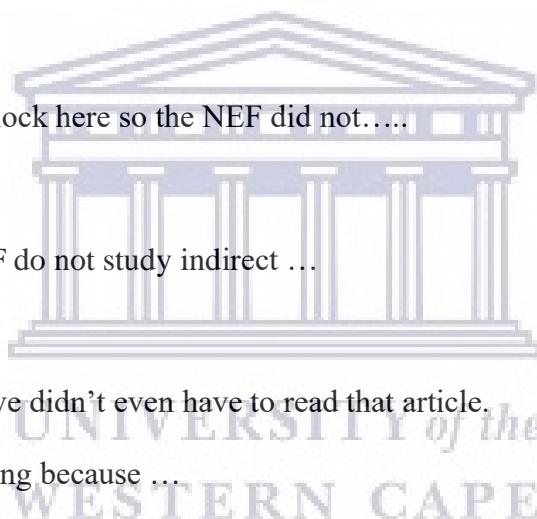 lock here so the NEF did not…..
do not study indirect …
ve didn’t even have to read that article.
UNIVERSITY of the
ng because …
WESTERN CAPE